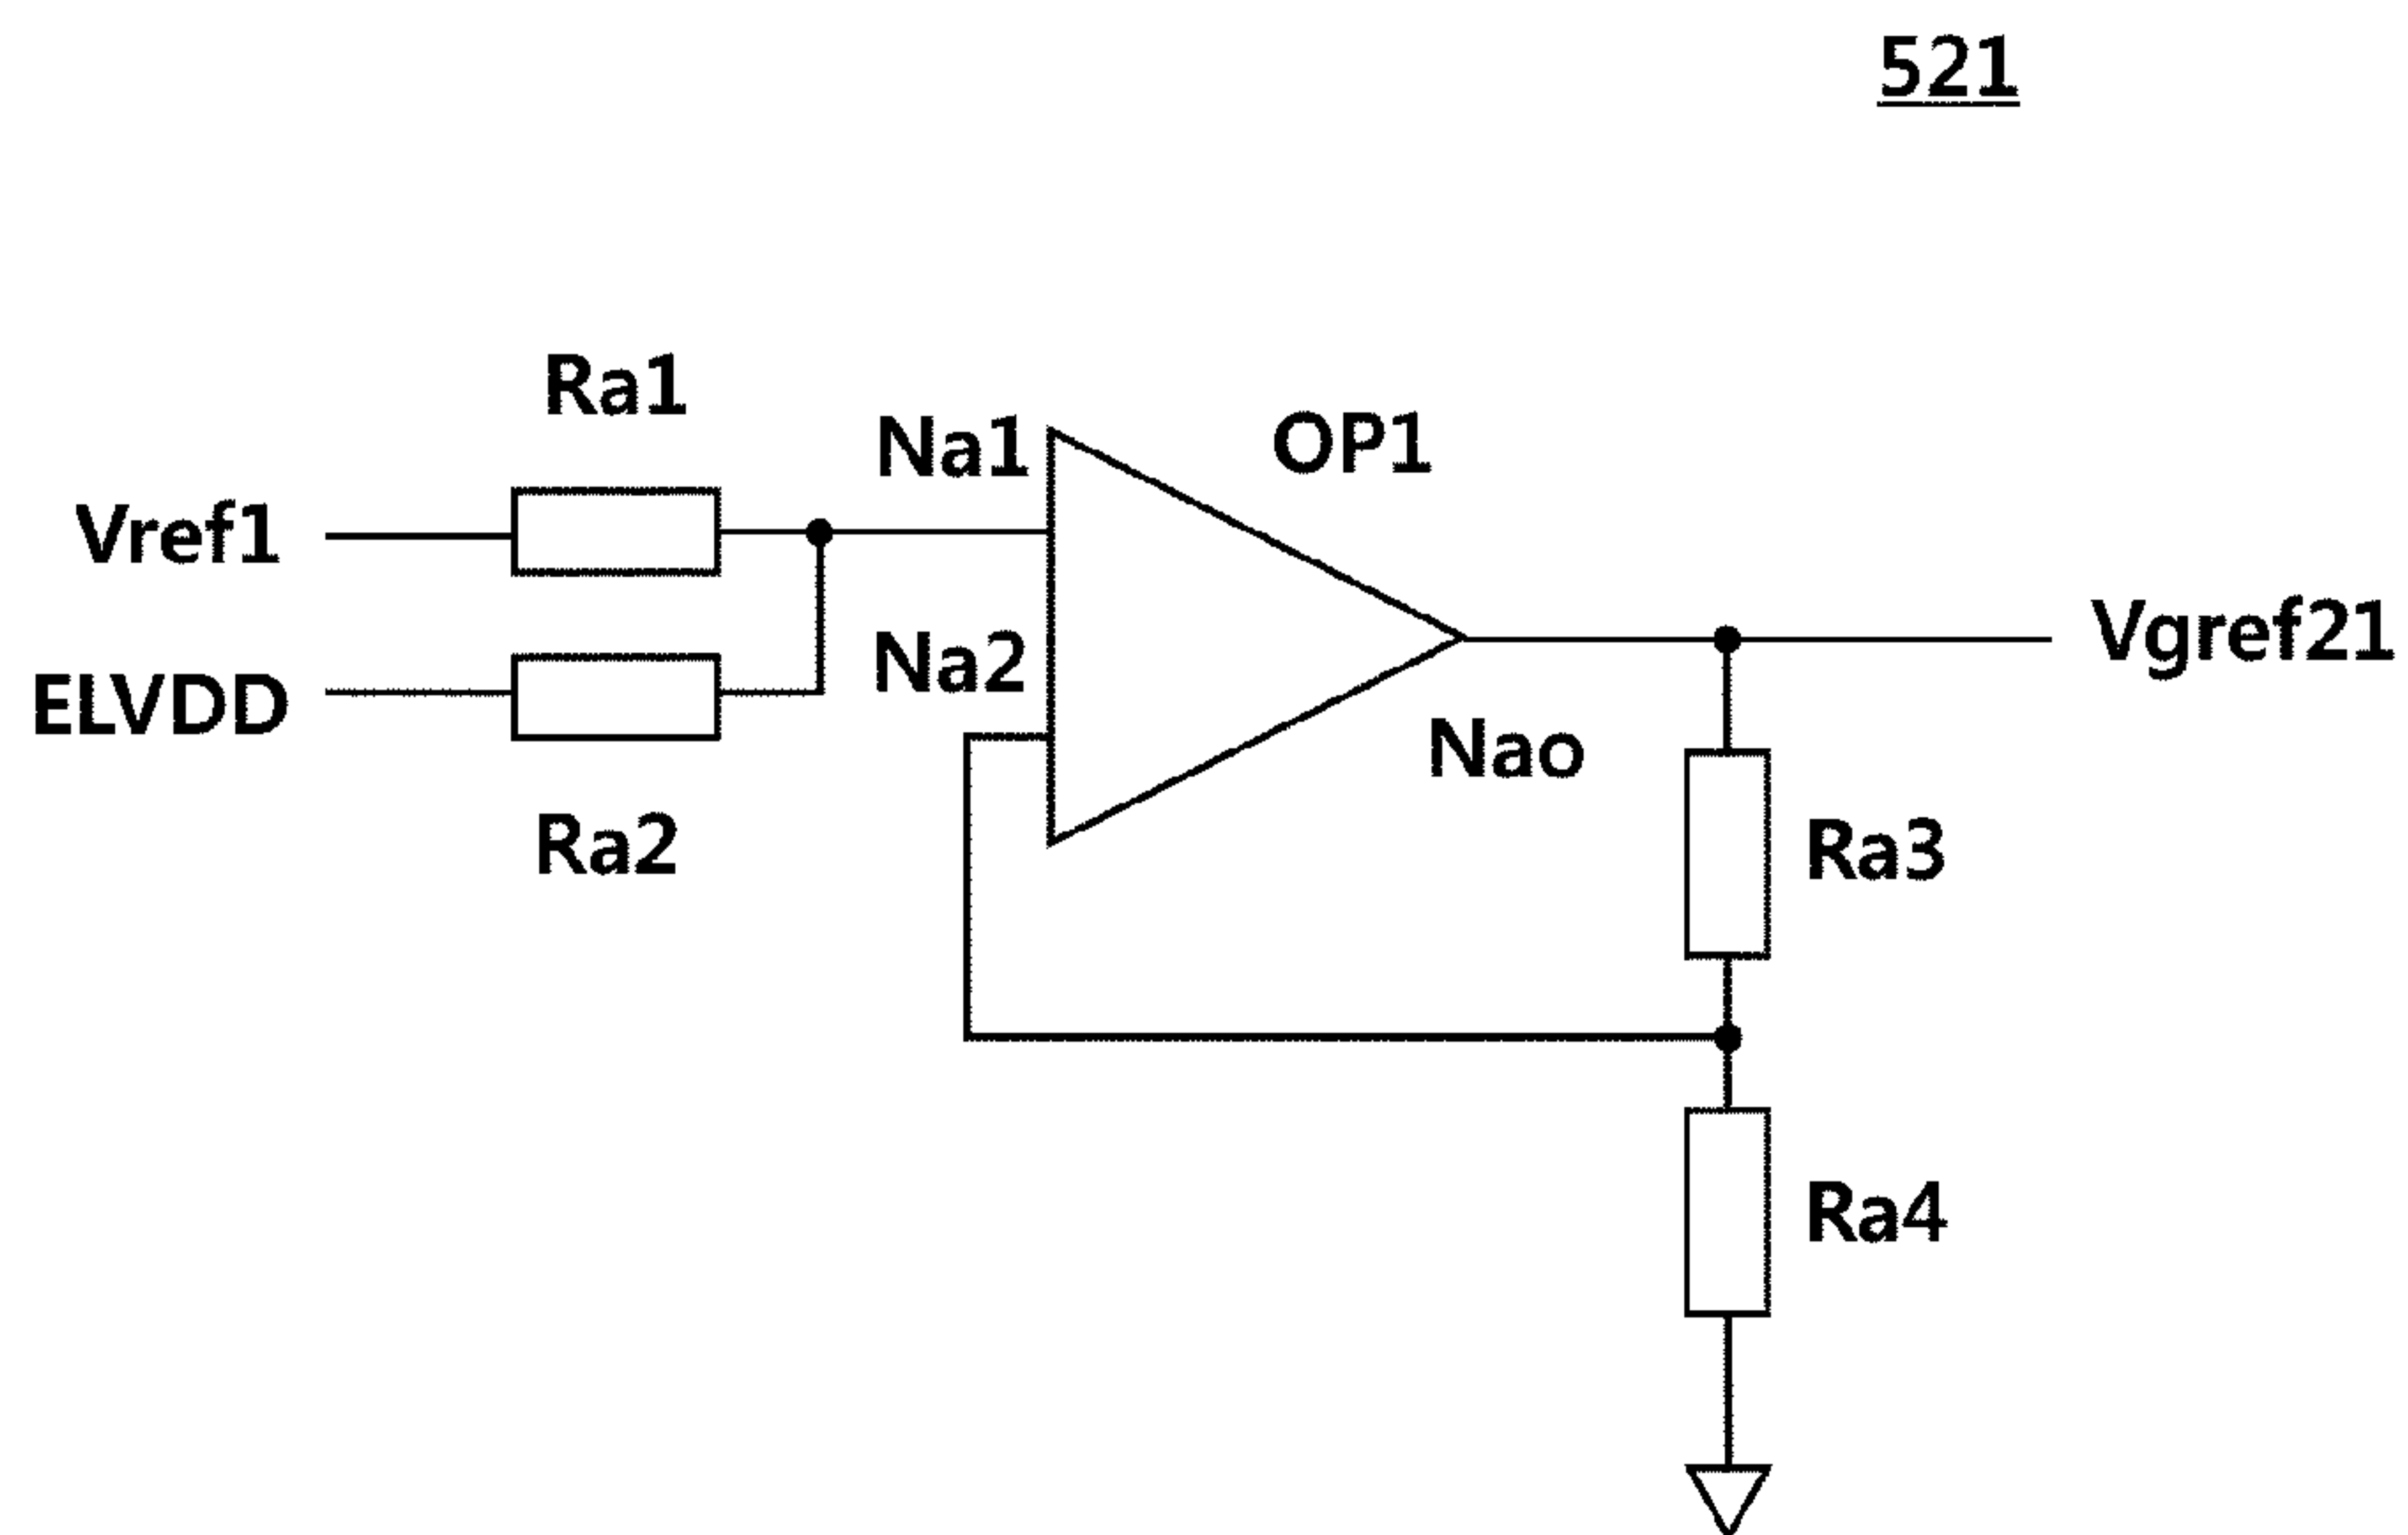 521
Ra1
Na1
OP1
Vref1
Na2
Vgref21
ELVDD
Nao
Ra2
Ra3
Ra4